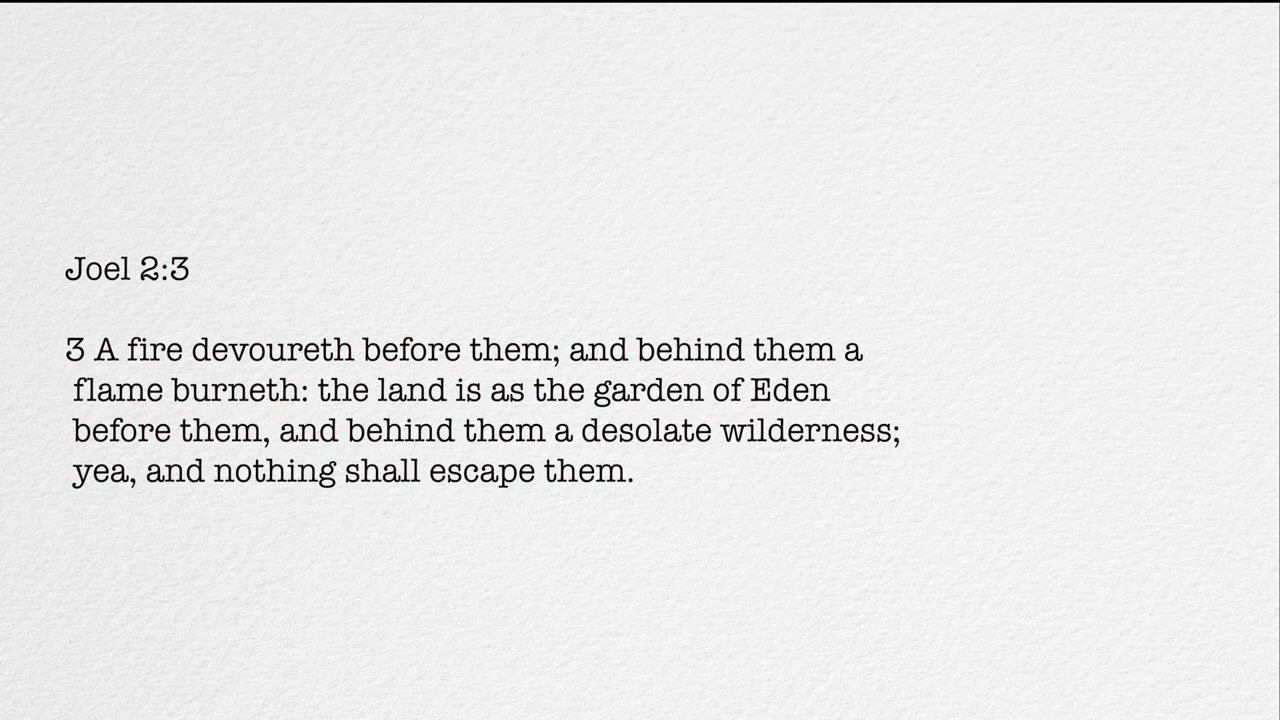 Joel 2:3
3 A fire devoureth before them; and behind them a
flame burneth: the land is as the garden of Eden
before them, and behind them a desolate wilderness;
yea, and nothing shall escape them.